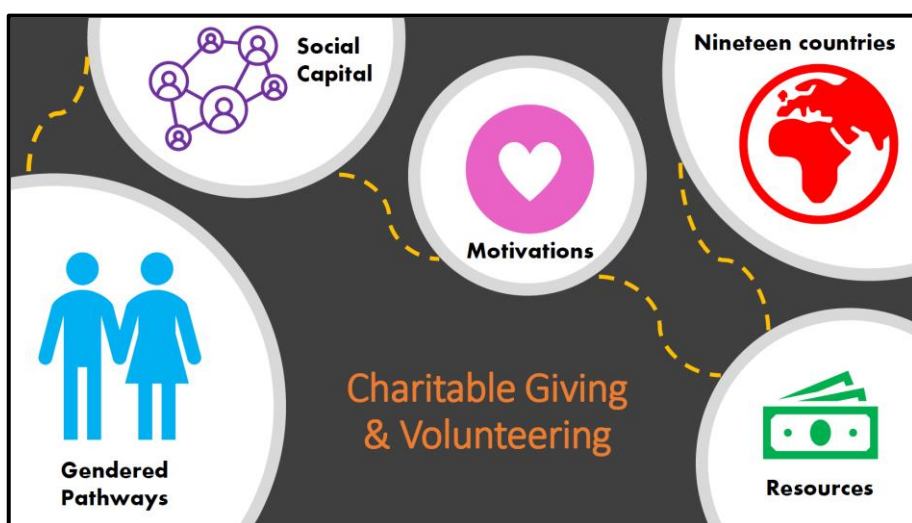 Social
Capital
Nineteen countries
Motivations
Charitable Giving
& Volunteering
Gendered
Pathways
Resources